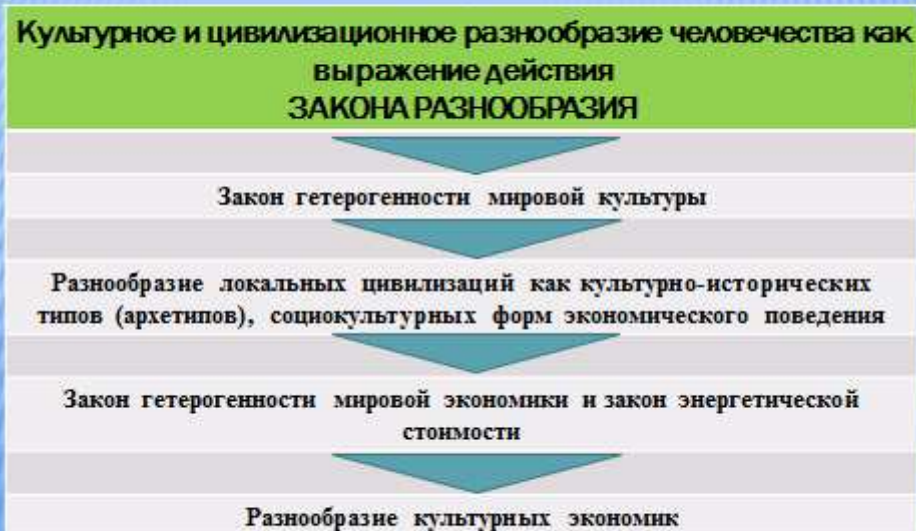 Культурное и цивилизационное разнообразие человечества как
выражение действия
ЗАКОНА РАЗНООБРАЗИЯ
Закон гетерогенности мировой культуры
Разнообразие локальных цивилизаций как культурно-исторических
типов (архетипов), социокультурных форм экономического поведения
Закон гетерогенности мировой экономики и закон энергетической
стоимости
Разнообразие культурных экономик